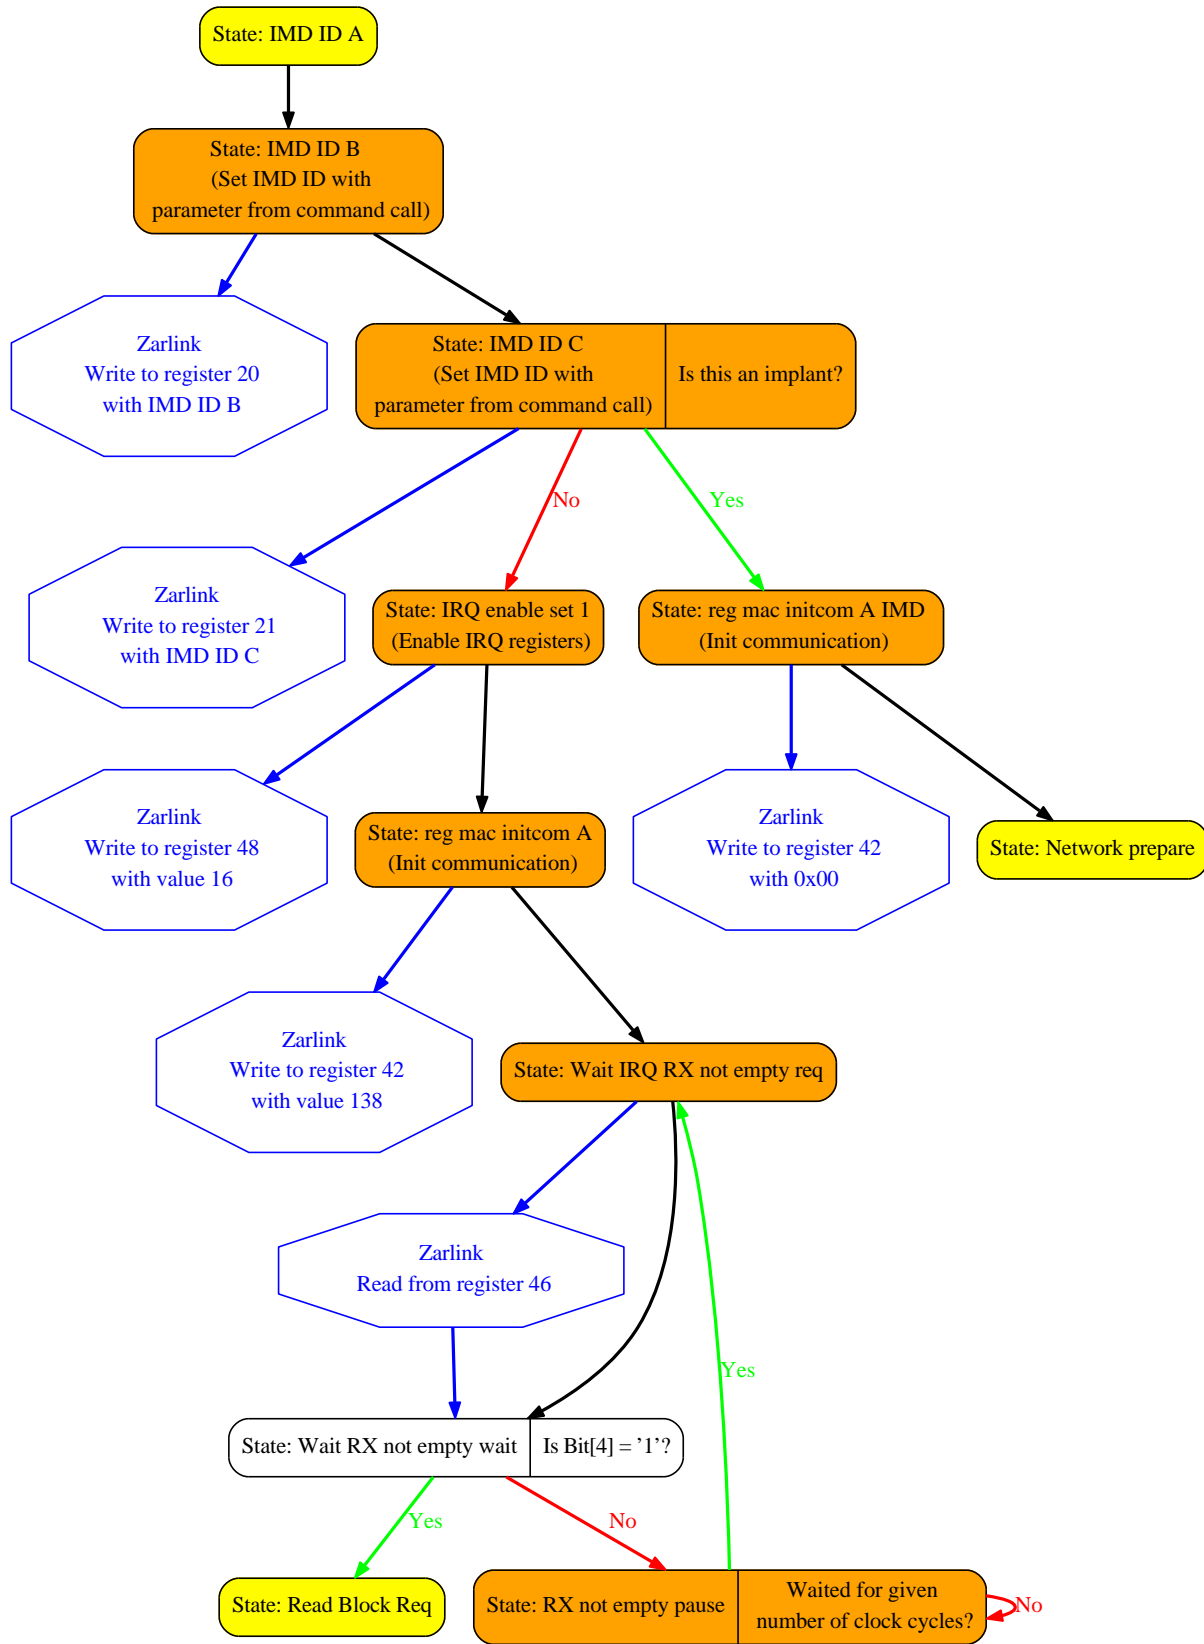 State: IMD ID A
State: IMD ID B
(Set IMD ID with
parameter from command call)
Zarlink
Write to register 20
with IMD ID B
State: IMD ID C
(Set IMD ID with
parameter from command call)
Is this an implant?
No
Yes
Zarlink
Write to register 21
with IMD ID C
State: IRQ enable set 1
(Enable IRQ registers)
State: reg mac initcom A IMD
(Init communication)
Zarlink
Write to register 48
with value 16
State: reg mac initcom A
(Init communication)
Zarlink
Write to register 42
with 0x00
State: Network prepare
Zarlink
Write to register 42
with value 138
State: Wait IRQ RX not empty req
Zarlink
Read from register 46
Yes
State: Wait RX not empty wait
Is Bit[4] = ’1’?
Yes
No
State: Read Block Req
State: RX not empty pause
Waited for given
number of clock cycles?
No